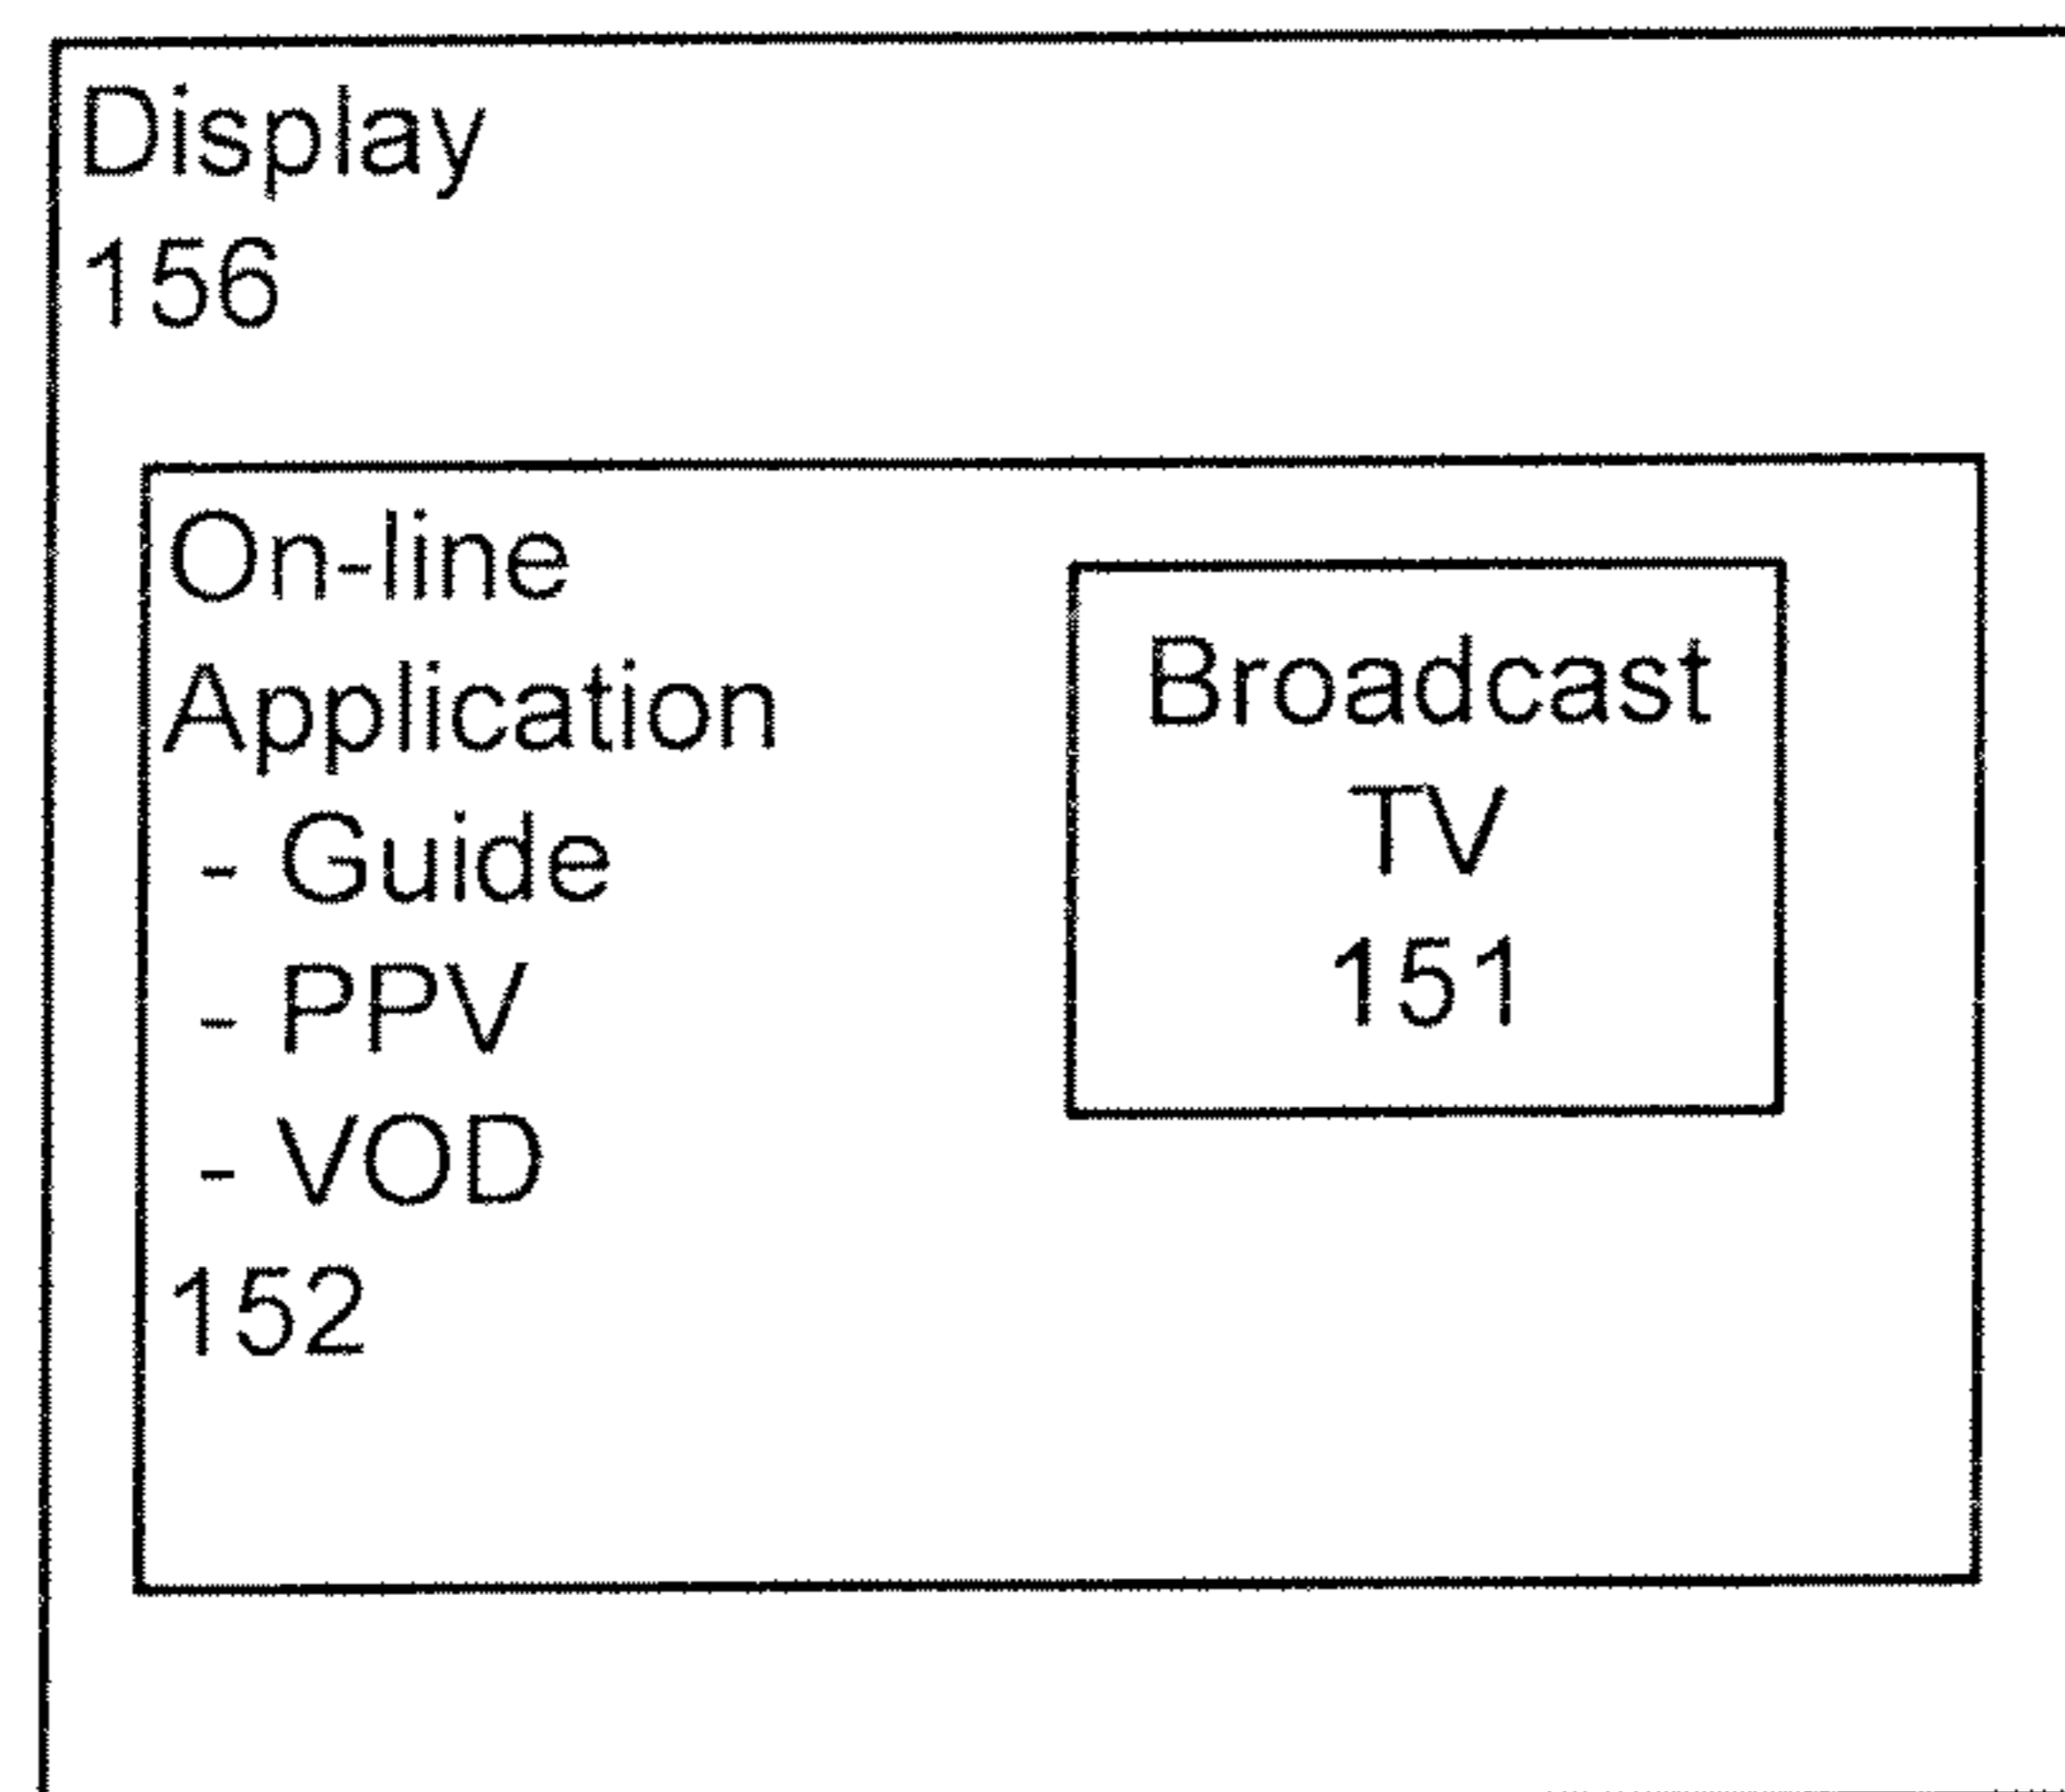 Display
156
On-line
Application
- Guide
- PPV
- VOD
152
Broadcast
TV
151